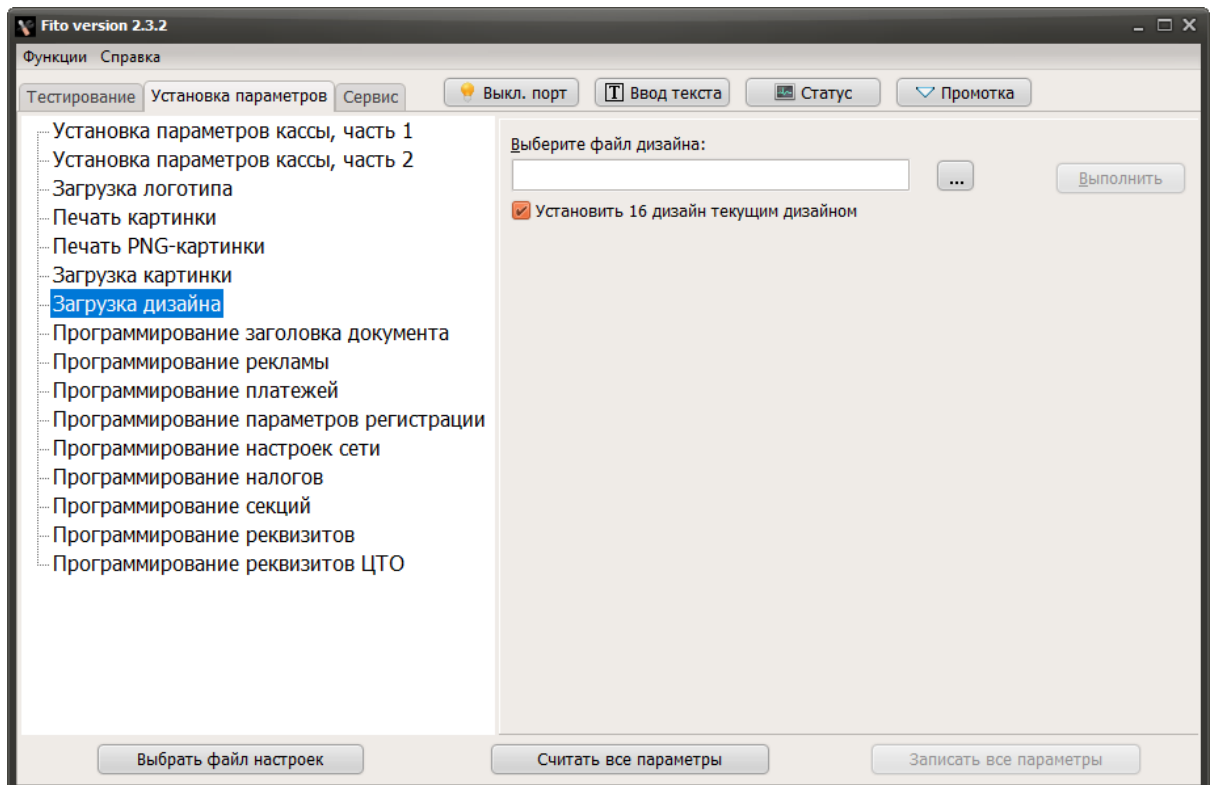 Fito version 2.3.2
Функции Справка
Тестирование Установка параметров Сервис Выкл. порт Ввод текста Статус Промотка
Установка параметров кассы, часть 1
Установка параметров кассы, часть 2
Загрузка логотипа
Печать картинки
Печать PNG-картинки
Загрузка картинки
Загрузка дизайна
Программирование заголовка документа
Программирование рекламы
Программирование платежей
Программирование параметров регистрации
Программирование настроек сети
Программирование налогов
Программирование секций
Программирование реквизитов
Программирование реквизитов ЦТО
Выберите файл дизайна:
... Выполнить
Установить 16 дизайн текущим дизайном
Выбрать файл настроек Считать все параметры Записать все параметры